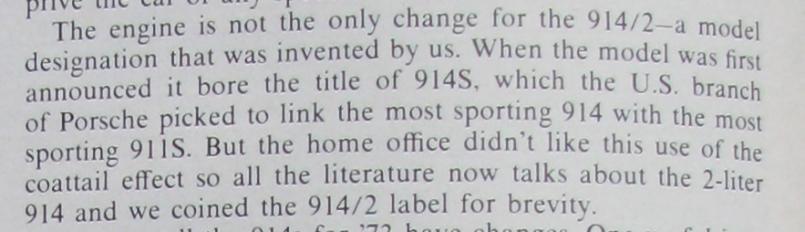 The engine is not the only change for the 914/2—a model
designation that was invented by us. When the model was first
announced it bore the title of 914S, which the U.S. branch
of Porsche picked to link the most sporting 914 with the most
sporting 911S. But the home office didn't like this use of the
coattail effect so all the literature now talks about the 2-liter
914 and we coined the 914/2 label for brevity.